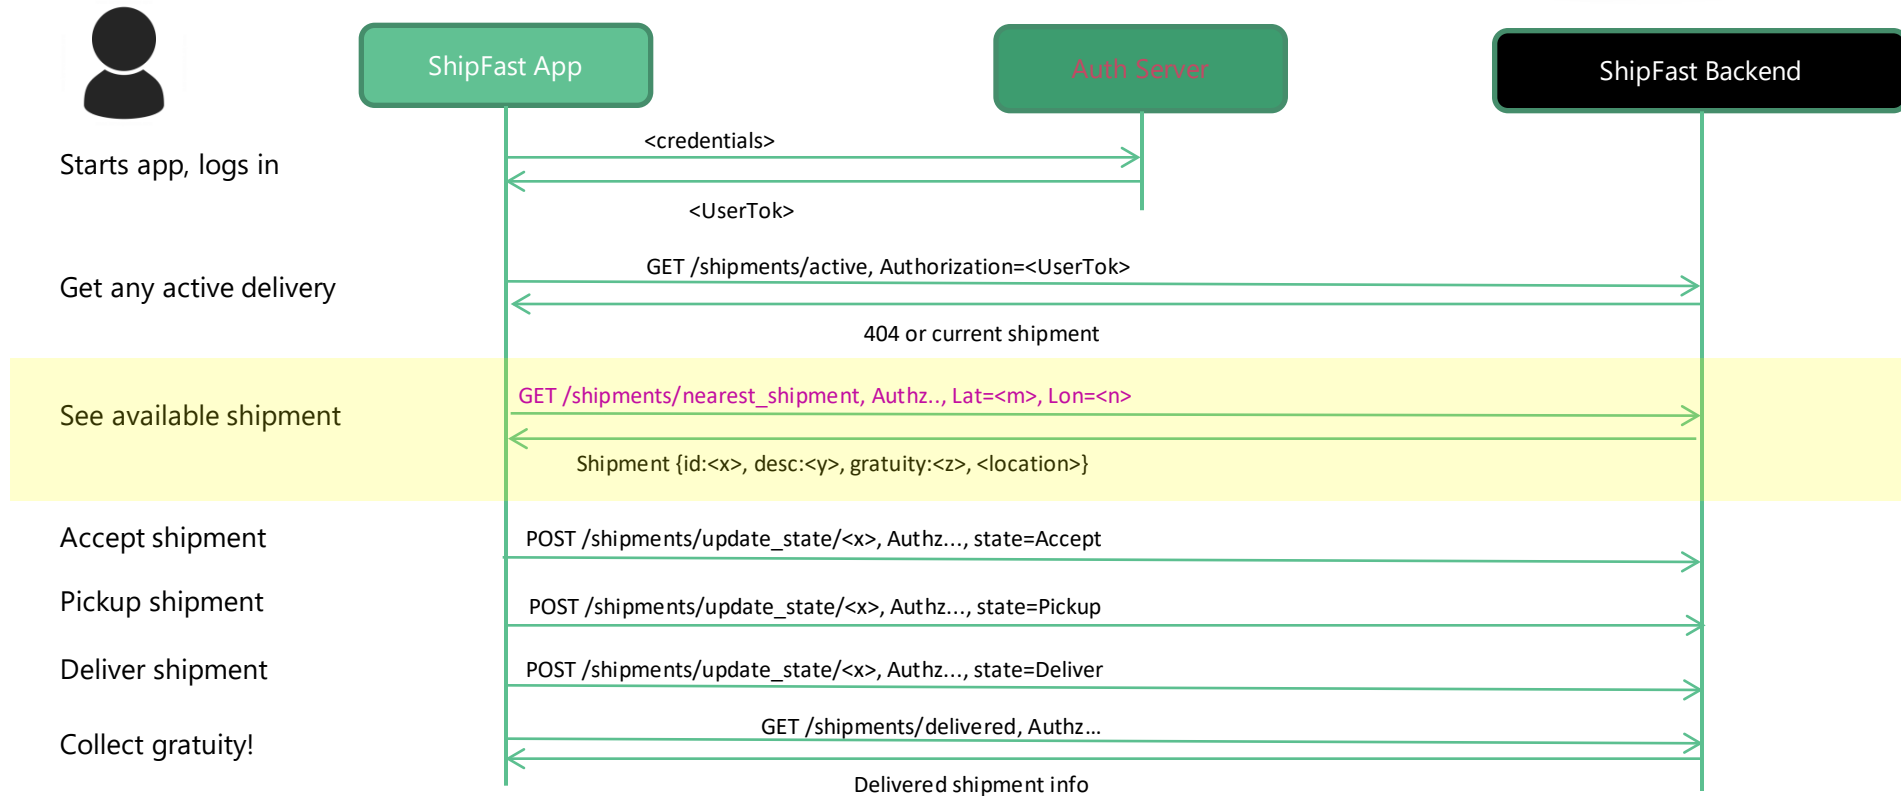 ShipFast App
Auth Server
ShipFast Backend
Starts app, logs in
<credentials>
<UserTok>
Get any active delivery
GET /shipments/active, Authorization=<UserTok>
404 or current shipment
See available shipment
GET /shipments/nearest_shipment, Authz.., Lat=<m>, Lon=<n>
Shipment {id:<x>, desc:<y>, gratuity:<z>, <location>}
Accept shipment
POST /shipments/update_state/<x>, Authz..., state=Accept
Pickup shipment
POST /shipments/update_state/<x>, Authz..., state=Pickup
Deliver shipment
POST /shipments/update_state/<x>, Authz..., state=Deliver
Collect gratuity!
GET /shipments/delivered, Authz...
Delivered shipment info